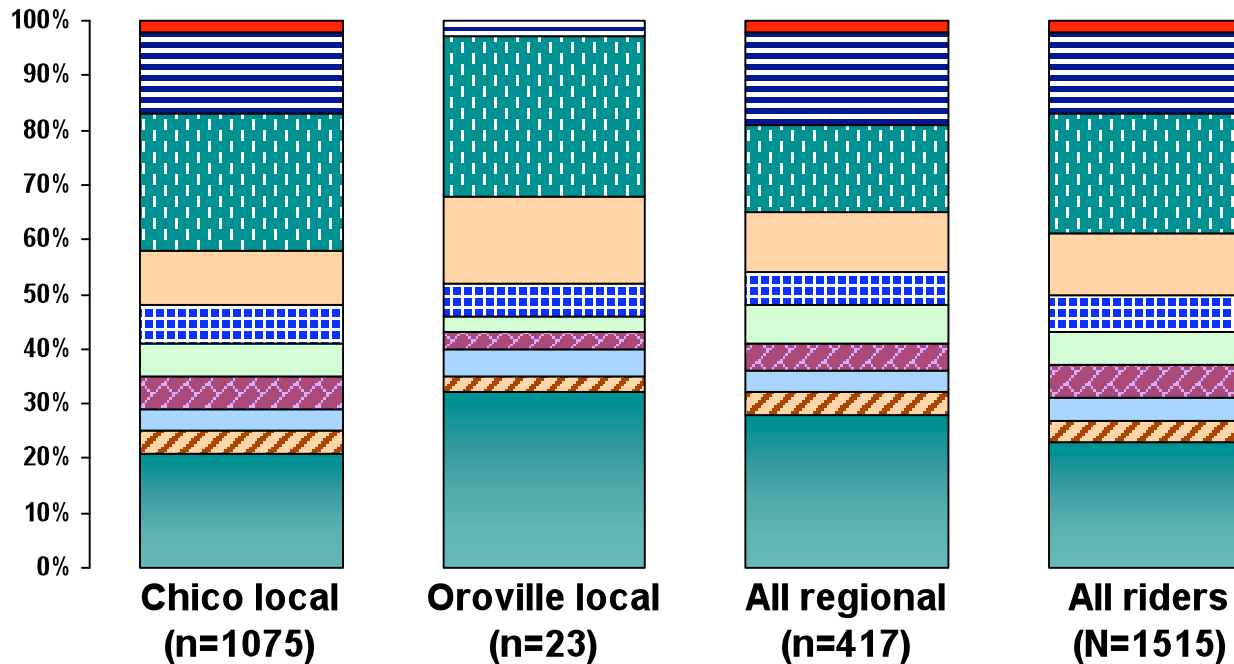 100%
90%
80%
70%
60%
50%
40%
30%
20%
10%
0%
Chico local
(n=1075)
Oroville local
(n=23)
All regional
(n=417)
All riders
(N=1515)